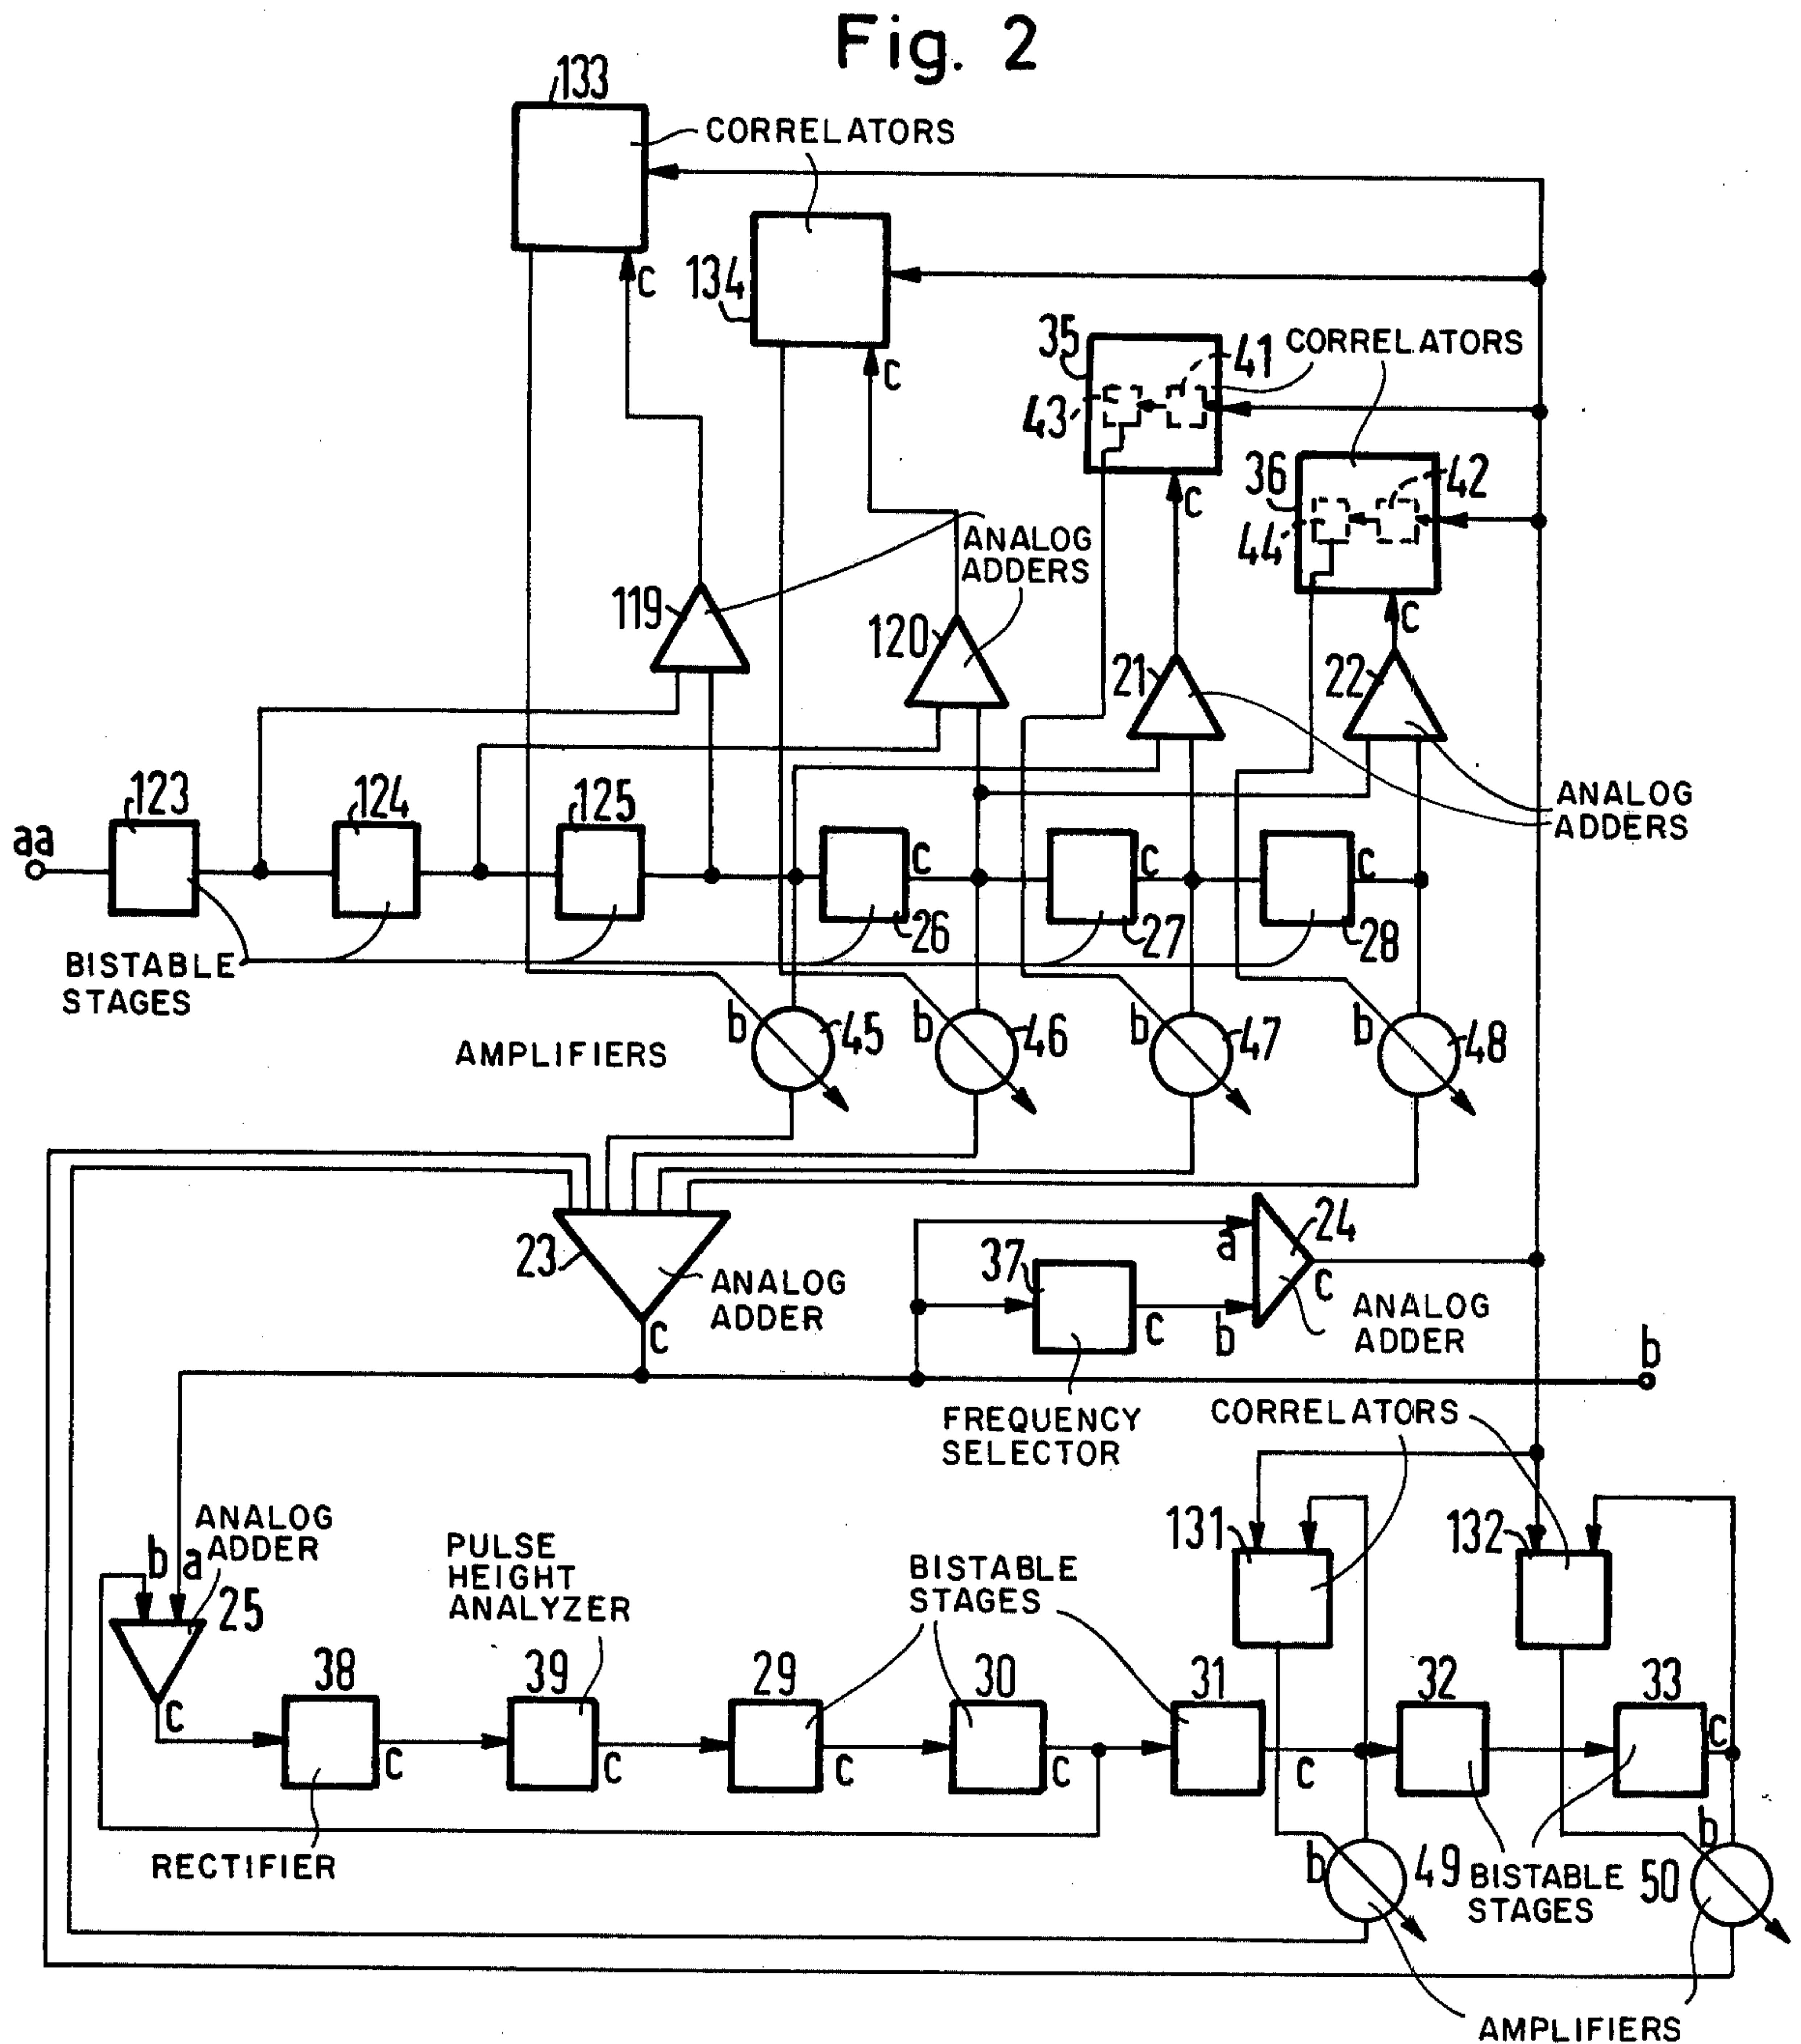 Fig. 2
133
CORRELATORS
c
134
c
35
41
CORRELATORS
43
c
36
42
44
c
ANALOG
ADDERS
119
120
21
22
123
124
125
ANALOG
ADDERS
aa
c
c
c
26
27
28
BISTABLE
STAGES
AMPLIFIERS
b
45
b
46
b
47
b
48
23
ANALOG
ADDER
c
37
a
24
c
b
c
ANALOG
ADDER
b
FREQUENCY
SELECTOR
CORRELATORS
ANALOG
ADDER
b
a
25
PULSE
HEIGHT
ANALYZER
BISTABLE
STAGES
131
132
c
38
39
29
30
31
32
33
c
c
c
c
c
c
RECTIFIER
b
49
BISTABLE
STAGES
b
50
AMPLIFIERS